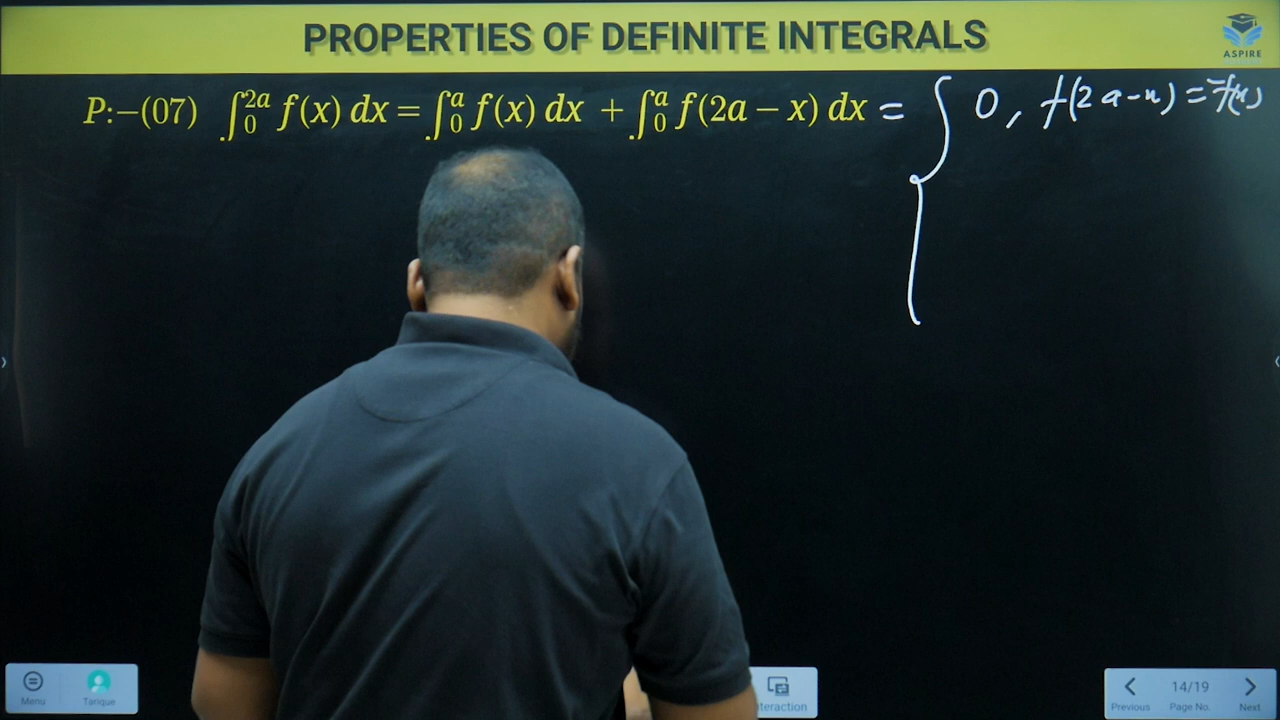 PROPERTIES OF DEFINITE INTEGRALS
ASPIRE
P:–(07) ∫₀²ᵃ f(x) dx = ∫₀ᵃ f(x) dx + ∫₀ᵃ f(2a – x) dx = { 0, f(2a-x) = -f(x)
Menu
Tarique
nteraction
Previous
14/19
Page No.
Next